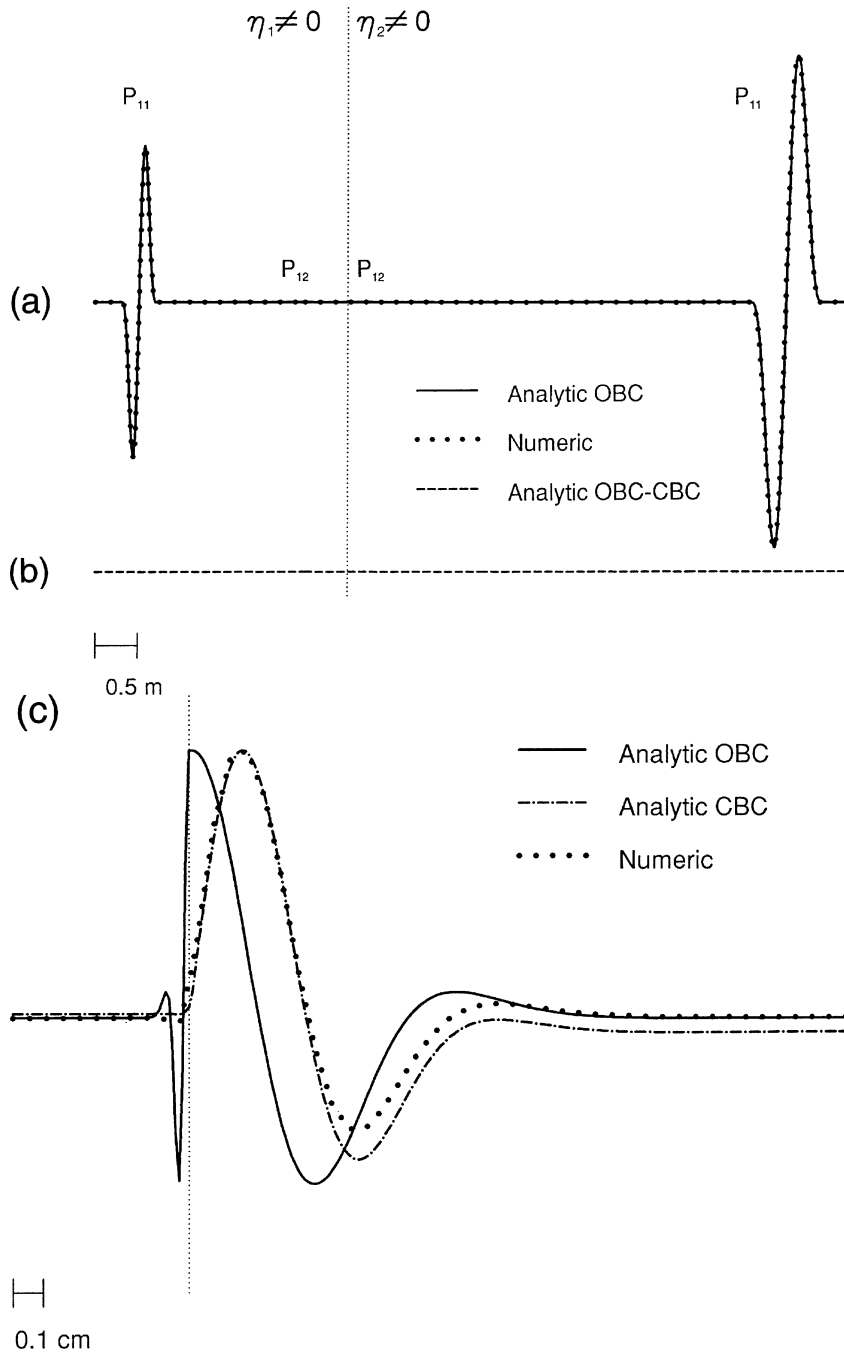 η₁≠0 η₂≠0
P₁₁ P₁₁
P₁₂ P₁₂
(a)
Analytic OBC
Numeric
Analytic OBC-CBC
(b)
0.5 m
(c)
Analytic OBC
Analytic CBC
Numeric
0.1 cm